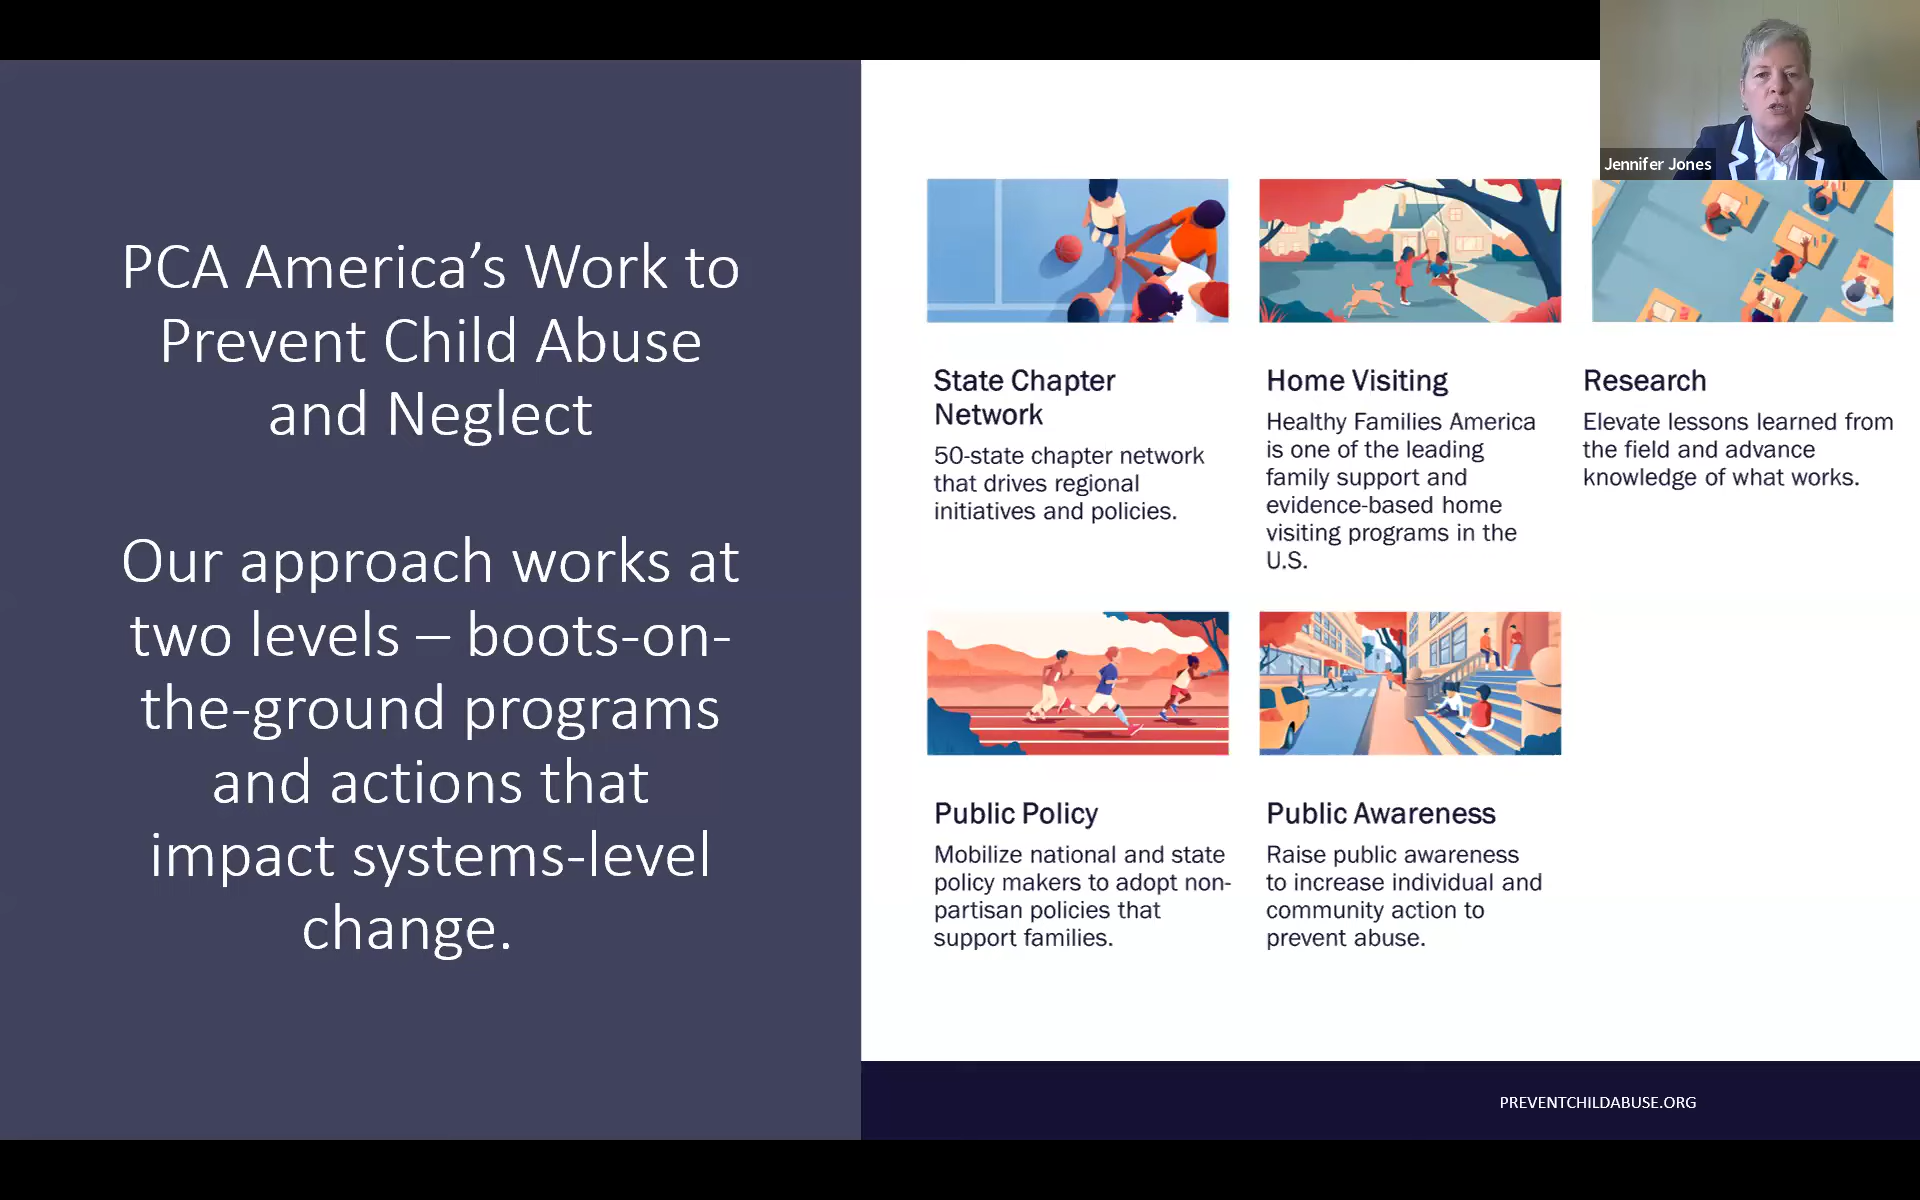 Jennifer Jones
PCA America’s Work to
Prevent Child Abuse
and Neglect
Our approach works at
two levels – boots-on-
the-ground programs
and actions that
impact systems-level
change.
State Chapter
Network
50-state chapter network
that drives regional
initiatives and policies.
Home Visiting
Healthy Families America
is one of the leading
family support and
evidence-based home
visiting programs in the
U.S.
Research
Elevate lessons learned from
the field and advance
knowledge of what works.
Public Policy
Mobilize national and state
policy makers to adopt non-
partisan policies that
support families.
Public Awareness
Raise public awareness
to increase individual and
community action to
prevent abuse.
PREVENTCHILDABUSE.ORG